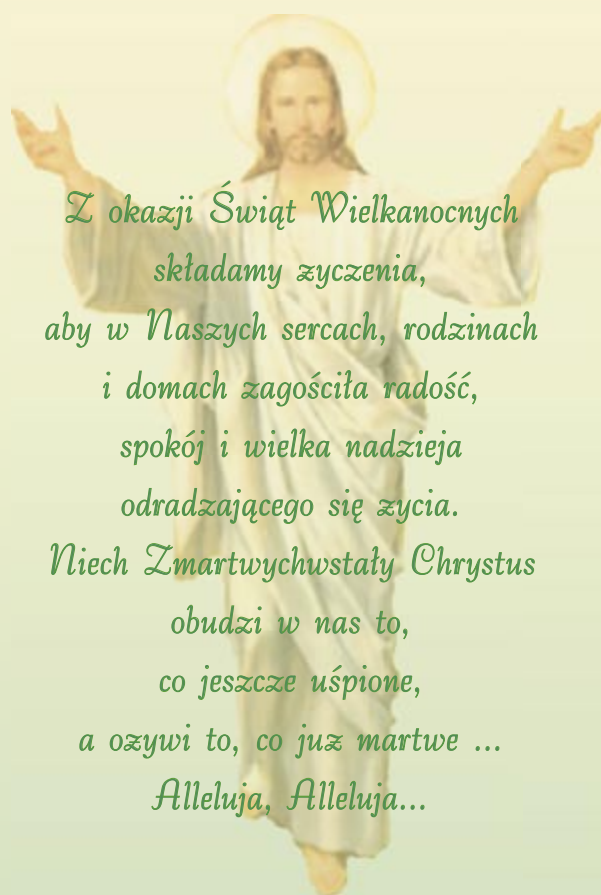 Z okazji Świąt Wielkanocnych
składamy zyczenia,
aby w Naszych sercach, rodzinach
i domach zagościła radość,
spokój i wielka nadzieja
odradzającego się zycia.
Niech Zmartwychwstały Chrystus
obudzi w nas to,
co jeszcze uśpione,
a ozywi to, co juz martwe ...
Alleluja, Alleluja...